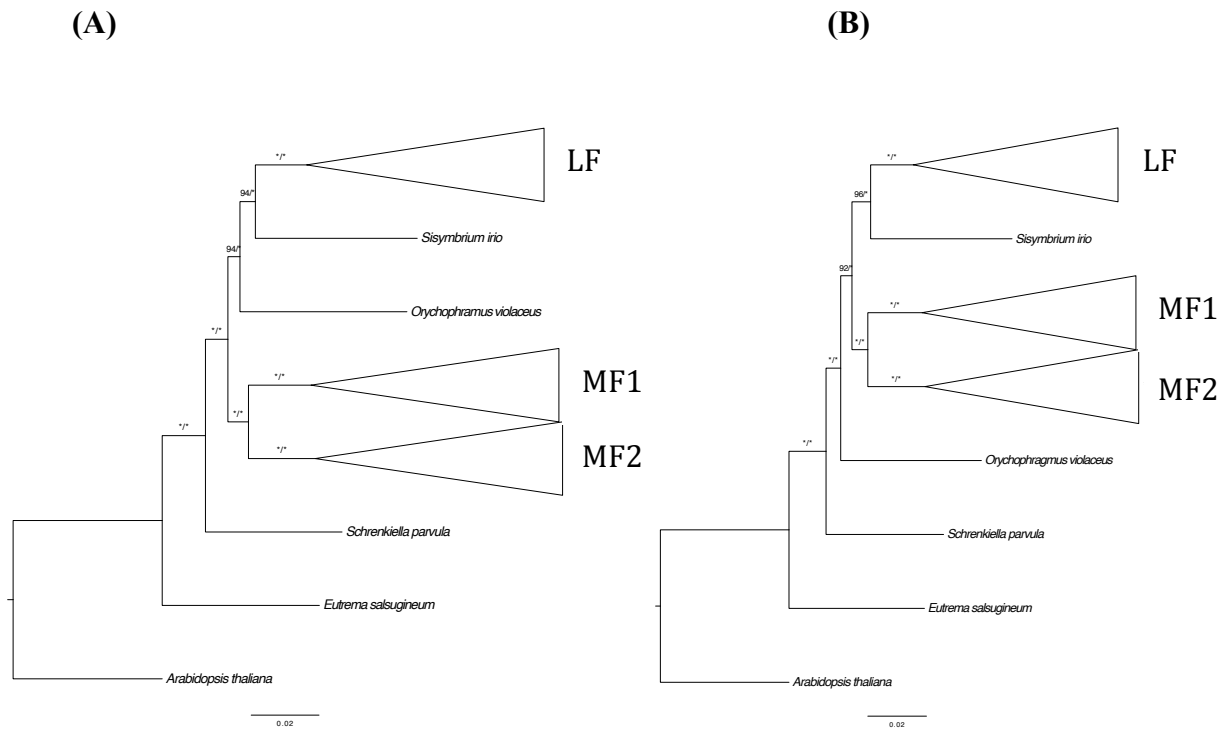 (A)
*/*
LF
94/*
Sisymbrium irio
94/*
Orychophramus violaceus
*/*
*/*
MF1
*/*
*/*
MF2
*/*
Schrenkiella parvula
Eutrema salsugineum
Arabidopsis thaliana
0.02
(B)
*/*
LF
96/*
Sisymbrium irio
92/*
*/*
MF1
*/*
*/*
MF2
*/*
Orychophragmus violaceus
*/*
Schrenkiella parvula
Eutrema salsugineum
Arabidopsis thaliana
0.02